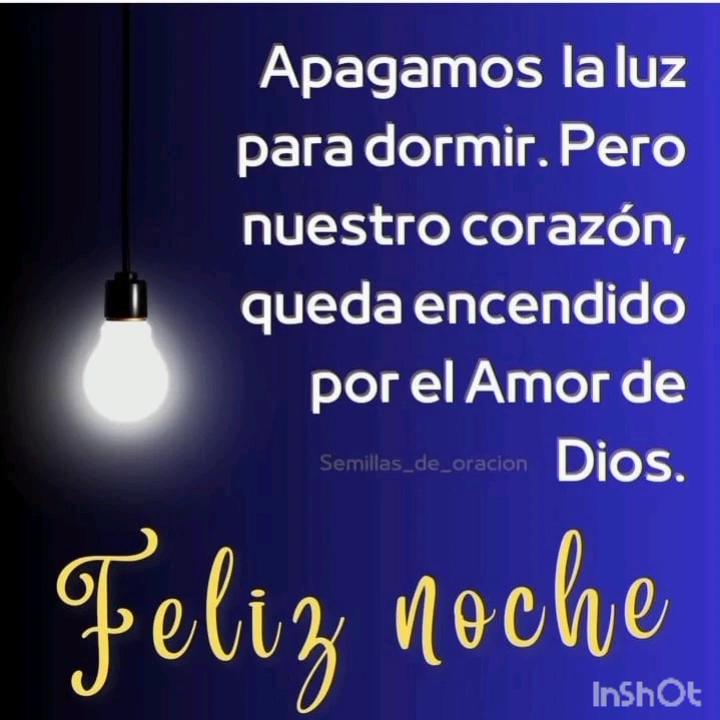 Apagamos la luz
para dormir. Pero
nuestro corazón,
queda encendido
por el Amor de
Semillas_de_oracion Dios.
Feliz noche
InShOt